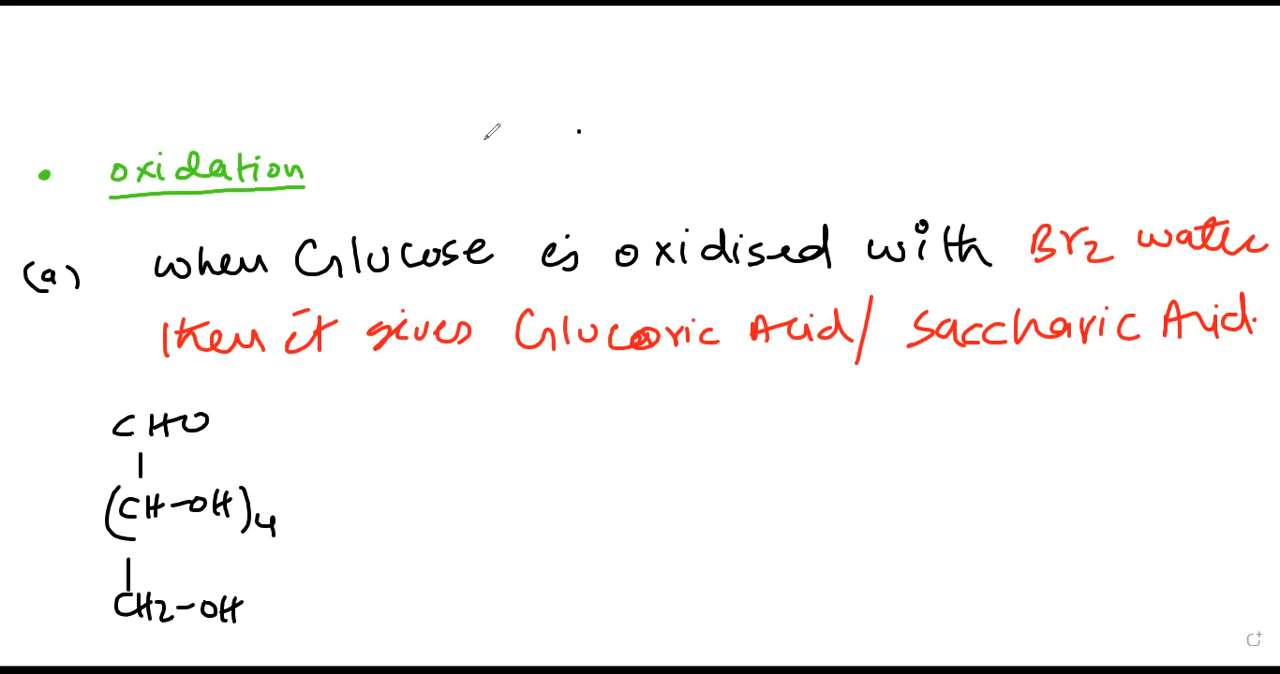 • oxidation
(a) when Glucose is oxidised with Br2 water
then it gives Glucaric Acid/ Saccharic Acid.
CHO
|
(CH-OH)4
|
CH2-OH